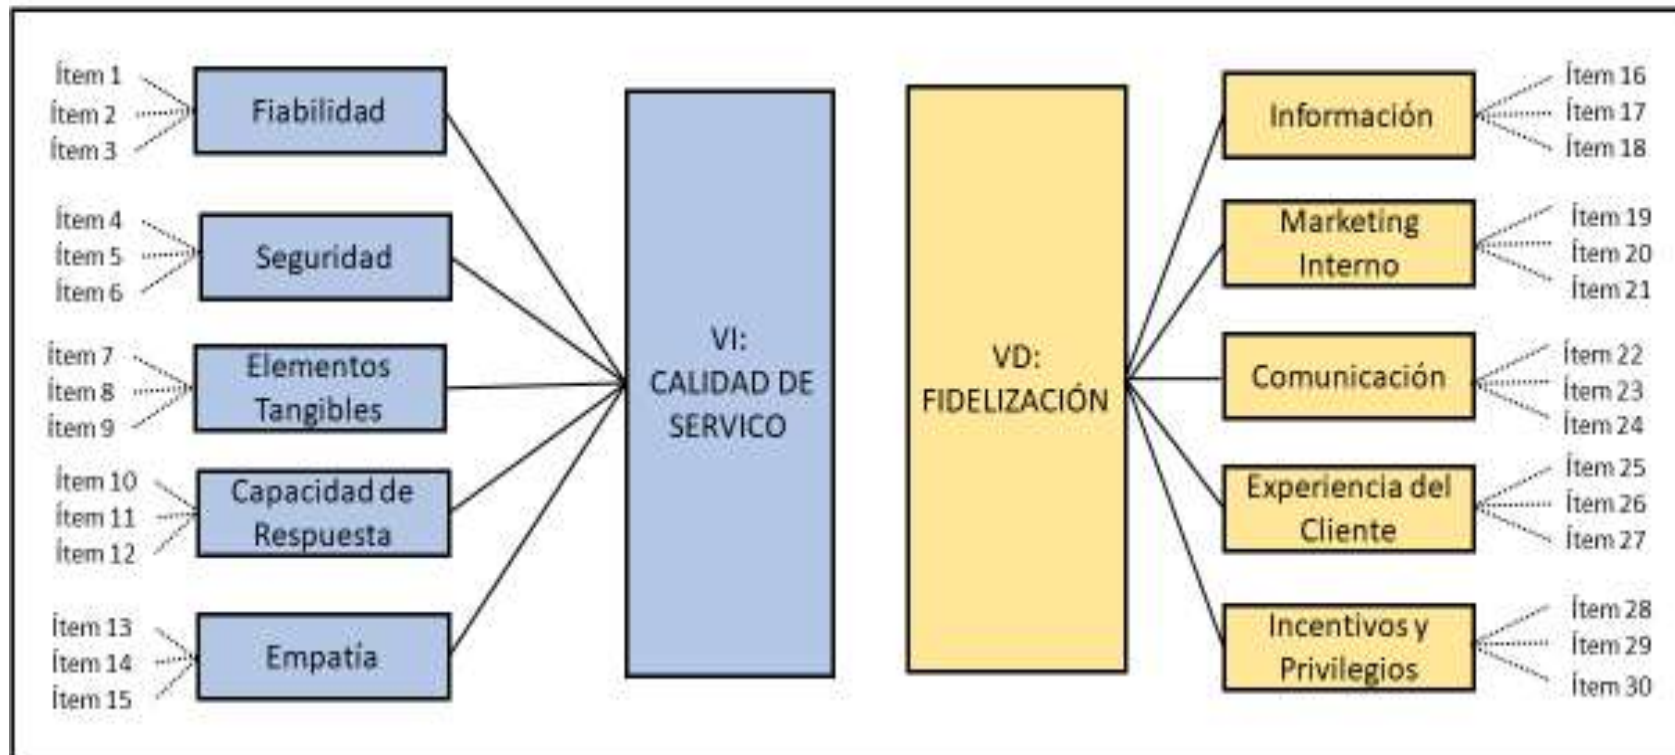 Ítem 1
Ítem 2
Ítem 3
Fiabilidad
Ítem 4
Ítem 5
Ítem 6
Seguridad
Ítem 7
Ítem 8
Ítem 9
Elementos
Tangibles
Ítem 10
Ítem 11
Ítem 12
Capacidad de
Respuesta
Ítem 13
Ítem 14
Ítem 15
Empatía
VI:
CALIDAD DE
SERVICO
VD:
FIDELIZACIÓN
Información
Ítem 16
Ítem 17
Ítem 18
Marketing
Interno
Ítem 19
Ítem 20
Ítem 21
Comunicación
Ítem 22
Ítem 23
Ítem 24
Experiencia del
Cliente
Ítem 25
Ítem 26
Ítem 27
Incentivos y
Privilegios
Ítem 28
Ítem 29
Ítem 30